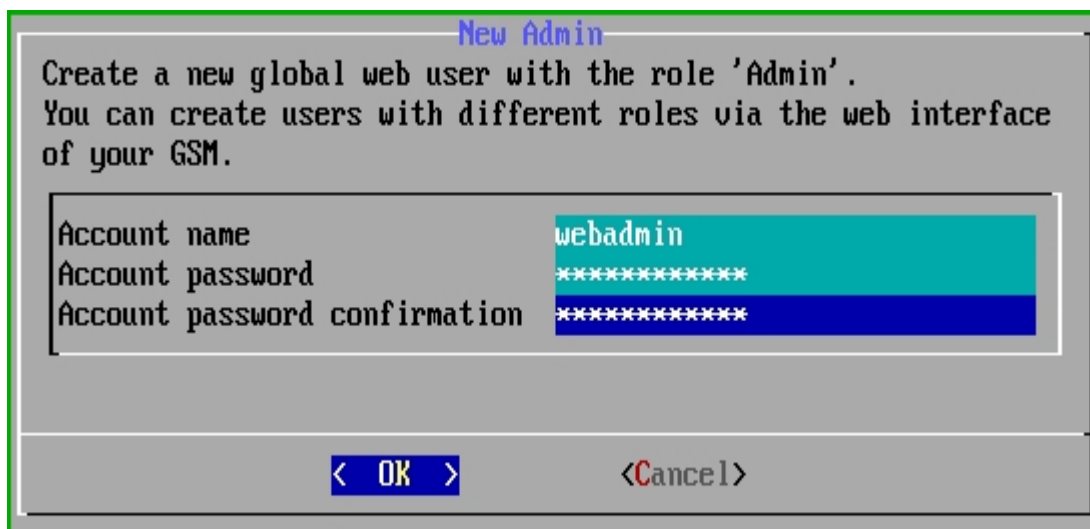 New Admin
Create a new global web user with the role 'Admin'.
You can create users with different roles via the web interface
of your GSM.
Account name webadmin
Account password ************
Account password confirmation ************
< OK > <Cancel>